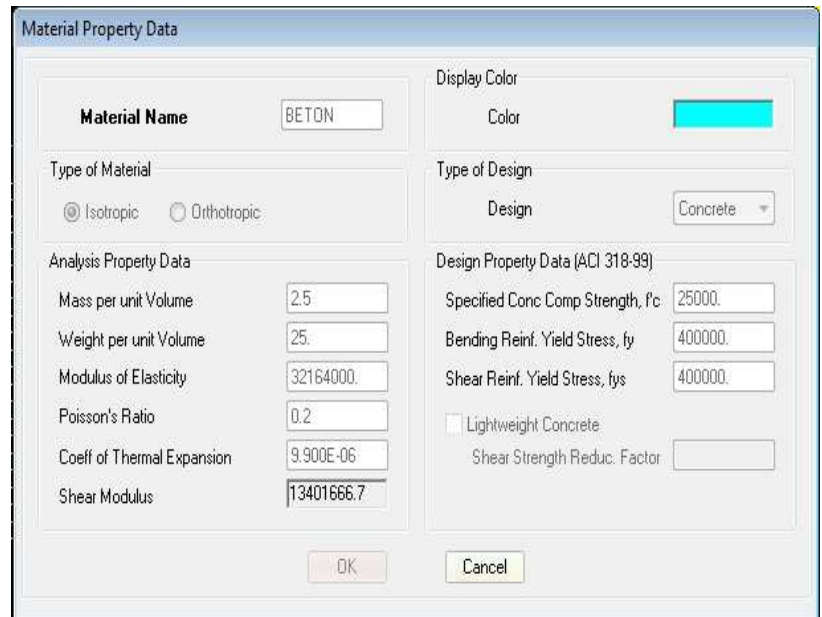 Material Property Data
Material Name BETON
Display Color
Color
Type of Material
Isotropic Orthotropic
Type of Design
Design Concrete
Analysis Property Data
Mass per unit Volume 2.5
Weight per unit Volume 25.
Modulus of Elasticity 32164000.
Poisson's Ratio 0.2
Coeff of Thermal Expansion 9.900E-06
Shear Modulus 13401666.7
Design Property Data (ACI 318-99)
Specified Conc Comp Strength, f'c 25000.
Bending Reinf. Yield Stress, fy 400000.
Shear Reinf. Yield Stress, fys 400000.
Lightweight Concrete
Shear Strength Reduc. Factor
OK Cancel